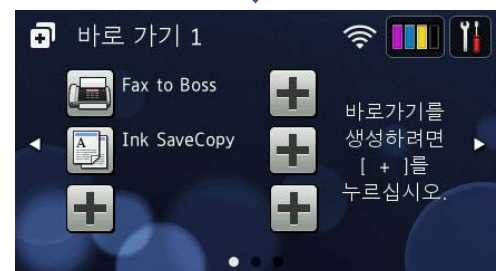 바로 가기 1
Fax to Boss
Ink SaveCopy
바로가기를
생성하려면
[ + ]를
누르십시오.